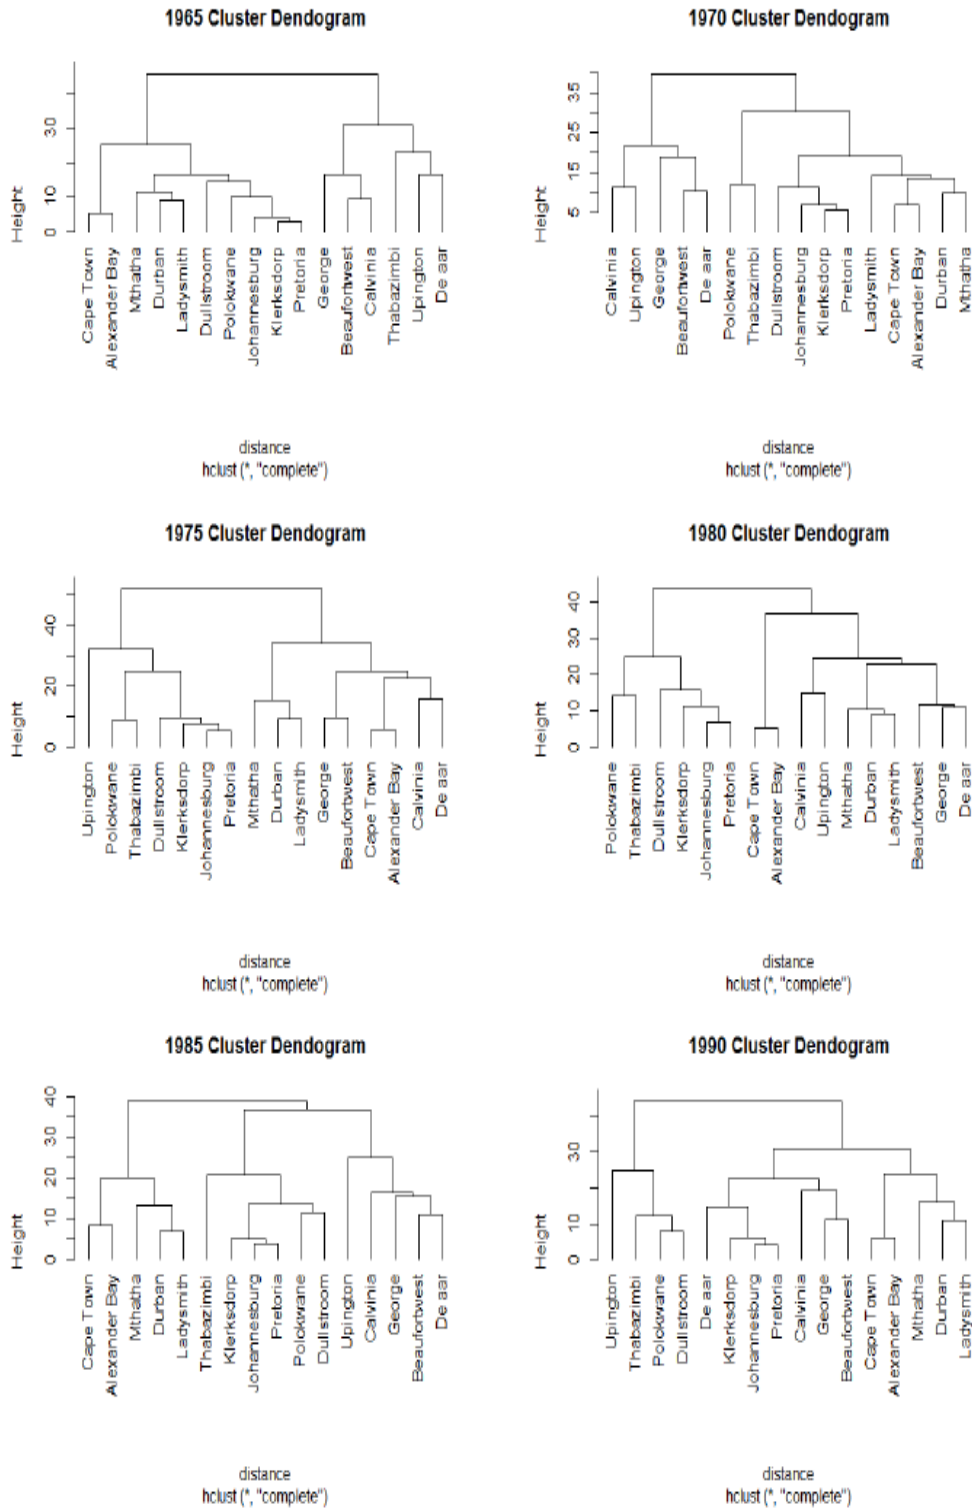 1965 Cluster Dendogram
Height
0
10
30
Cape Town
Alexander Bay
Mthatha
Durban
Ladysmith
Dullstroom
Polokwane
Johannesburg
Klerksdorp
Pretoria
George
Beaufortwest
Calvinia
Thabazimbi
Upington
De aar
distance
hclust (*, "complete")
1970 Cluster Dendogram
Height
5
15
25
35
Calvinia
Upington
George
Beaufortwest
De aar
Polokwane
Thabazimbi
Dullstroom
Johannesburg
Klerksdorp
Pretoria
Ladysmith
Cape Town
Alexander Bay
Durban
Mthatha
distance
hclust (*, "complete")
1975 Cluster Dendogram
Height
0
20
40
Upington
Polokwane
Thabazimbi
Dullstroom
Klerksdorp
Johannesburg
Pretoria
Mthatha
Durban
Ladysmith
George
Beaufortwest
Cape Town
Alexander Bay
Calvinia
De aar
distance
hclust (*, "complete")
1980 Cluster Dendogram
Height
0
10
20
30
40
Polokwane
Thabazimbi
Dullstroom
Klerksdorp
Johannesburg
Pretoria
Cape Town
Alexander Bay
Calvinia
Upington
Mthatha
Durban
Ladysmith
Beaufortwest
George
De aar
distance
hclust (*, "complete")
1985 Cluster Dendogram
Height
0
10
20
30
40
Cape Town
Alexander Bay
Mthatha
Durban
Ladysmith
Thabazimbi
Klerksdorp
Johannesburg
Pretoria
Polokwane
Dullstroom
Upington
Calvinia
George
Beaufortwest
De aar
distance
hclust (*, "complete")
1990 Cluster Dendogram
Height
0
10
30
Upington
Thabazimbi
Polokwane
Dullstroom
De aar
Klerksdorp
Johannesburg
Pretoria
Calvinia
George
Beaufortwest
Cape Town
Alexander Bay
Mthatha
Durban
Ladysmith
distance
hclust (*, "complete")